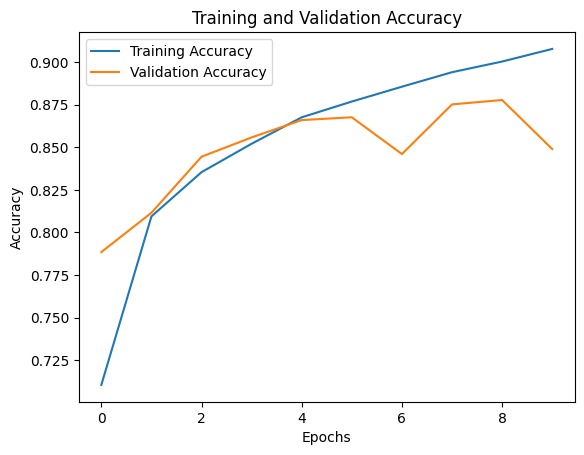 Training and Validation Accuracy
Training Accuracy
Validation Accuracy
Accuracy
0.900
0.875
0.850
0.825
0.800
0.775
0.750
0.725
0 2 4 6 8
Epochs